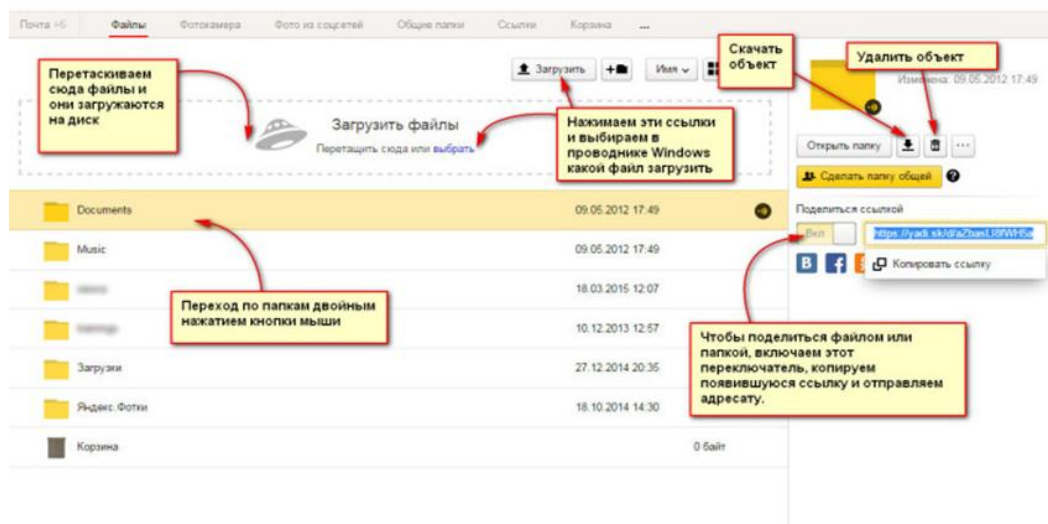 Почта +6 Файлы Фотокамера Фото из соцсетей Общие папки Ссылки Корзина ...
Скачать
объект
Удалить объект
Перетаскиваем
сюда файлы и
они загружаются
на диск
Загрузить
Имя
Изменена: 09.05.2012 17:49
Загрузить файлы
Перетащить сюда или выбрать
Нажимаем эти ссылки
и выбираем в
проводнике Windows
какой файл загрузить
Открыть папку
Сделать папку общей ?
Documents 09.05.2012 17:49
Поделиться ссылкой
Вкл
Music 09.05.2012 17:49
Копировать ссылку
18.03.2015 12:07
Переход по папкам двойным
нажатием кнопки мыши
10.12.2013 12:57
Чтобы поделиться файлом или
папкой, включаем этот
переключатель, копируем
появившуюся ссылку и отправляем
адресату.
Загрузки 27.12.2014 20:35
Яндекс.Фотки 18.10.2014 14:30
Корзина 0 байт